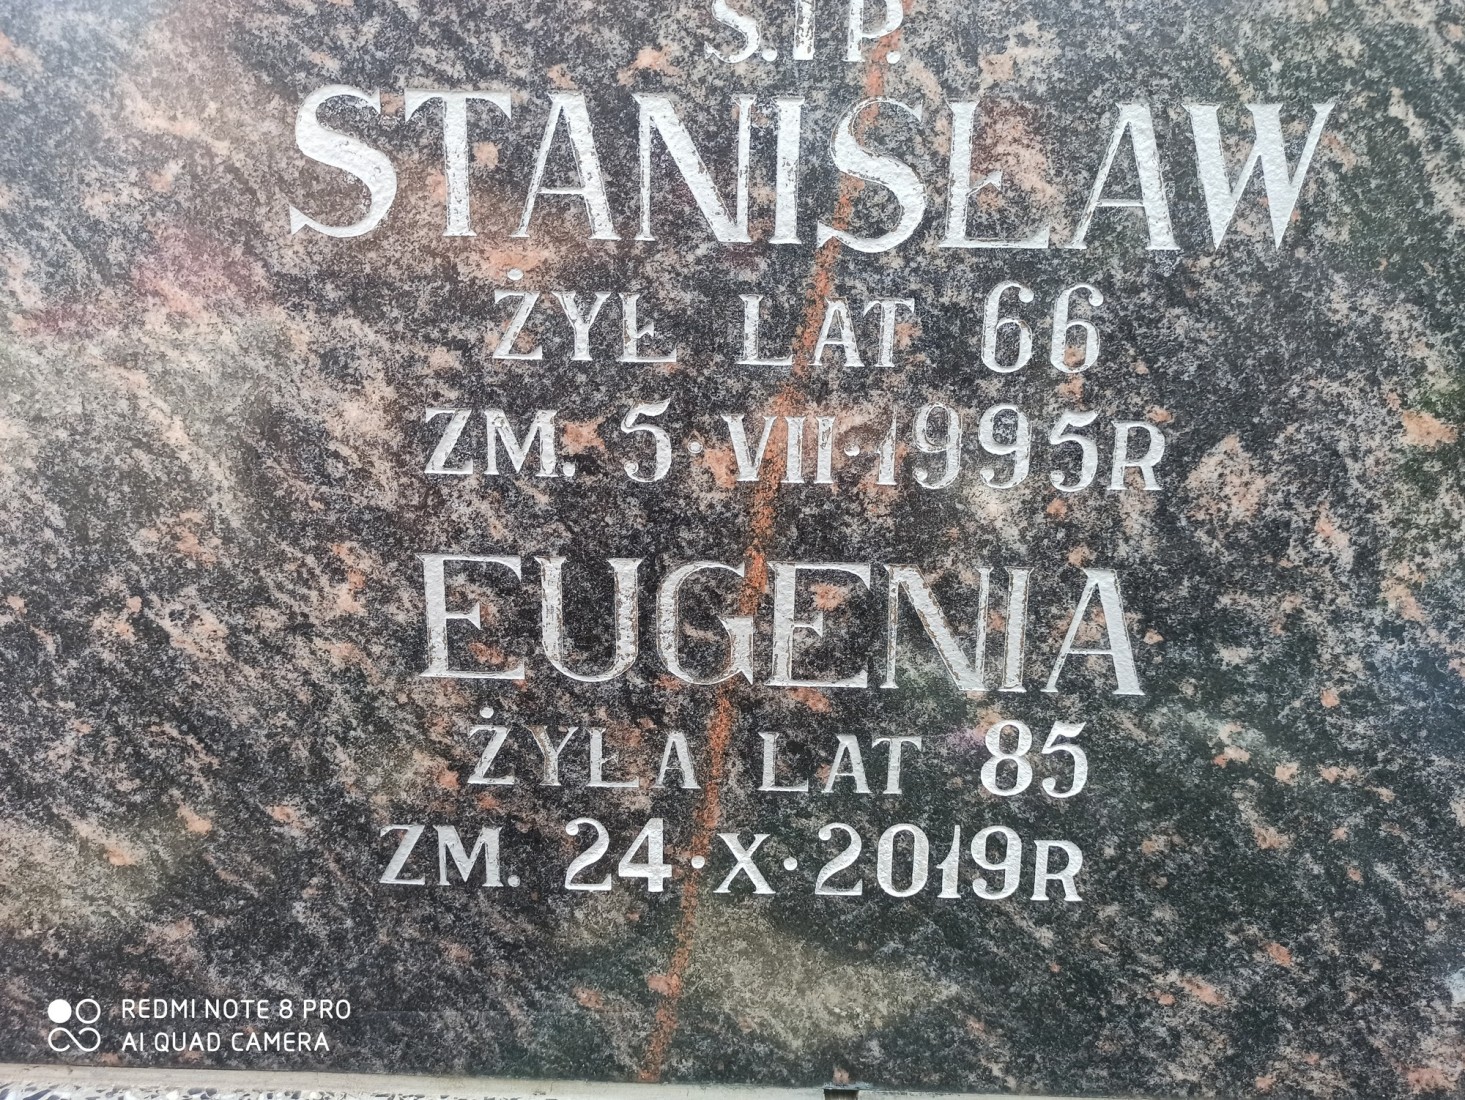 Ś.†P.
STANISŁAW
ŻYŁ LAT 66
ZM. 5·VII·1995R
EUGENIA
ŻYŁA LAT 85
ZM. 24·X·2019R
REDMI NOTE 8 PRO
AI QUAD CAMERA